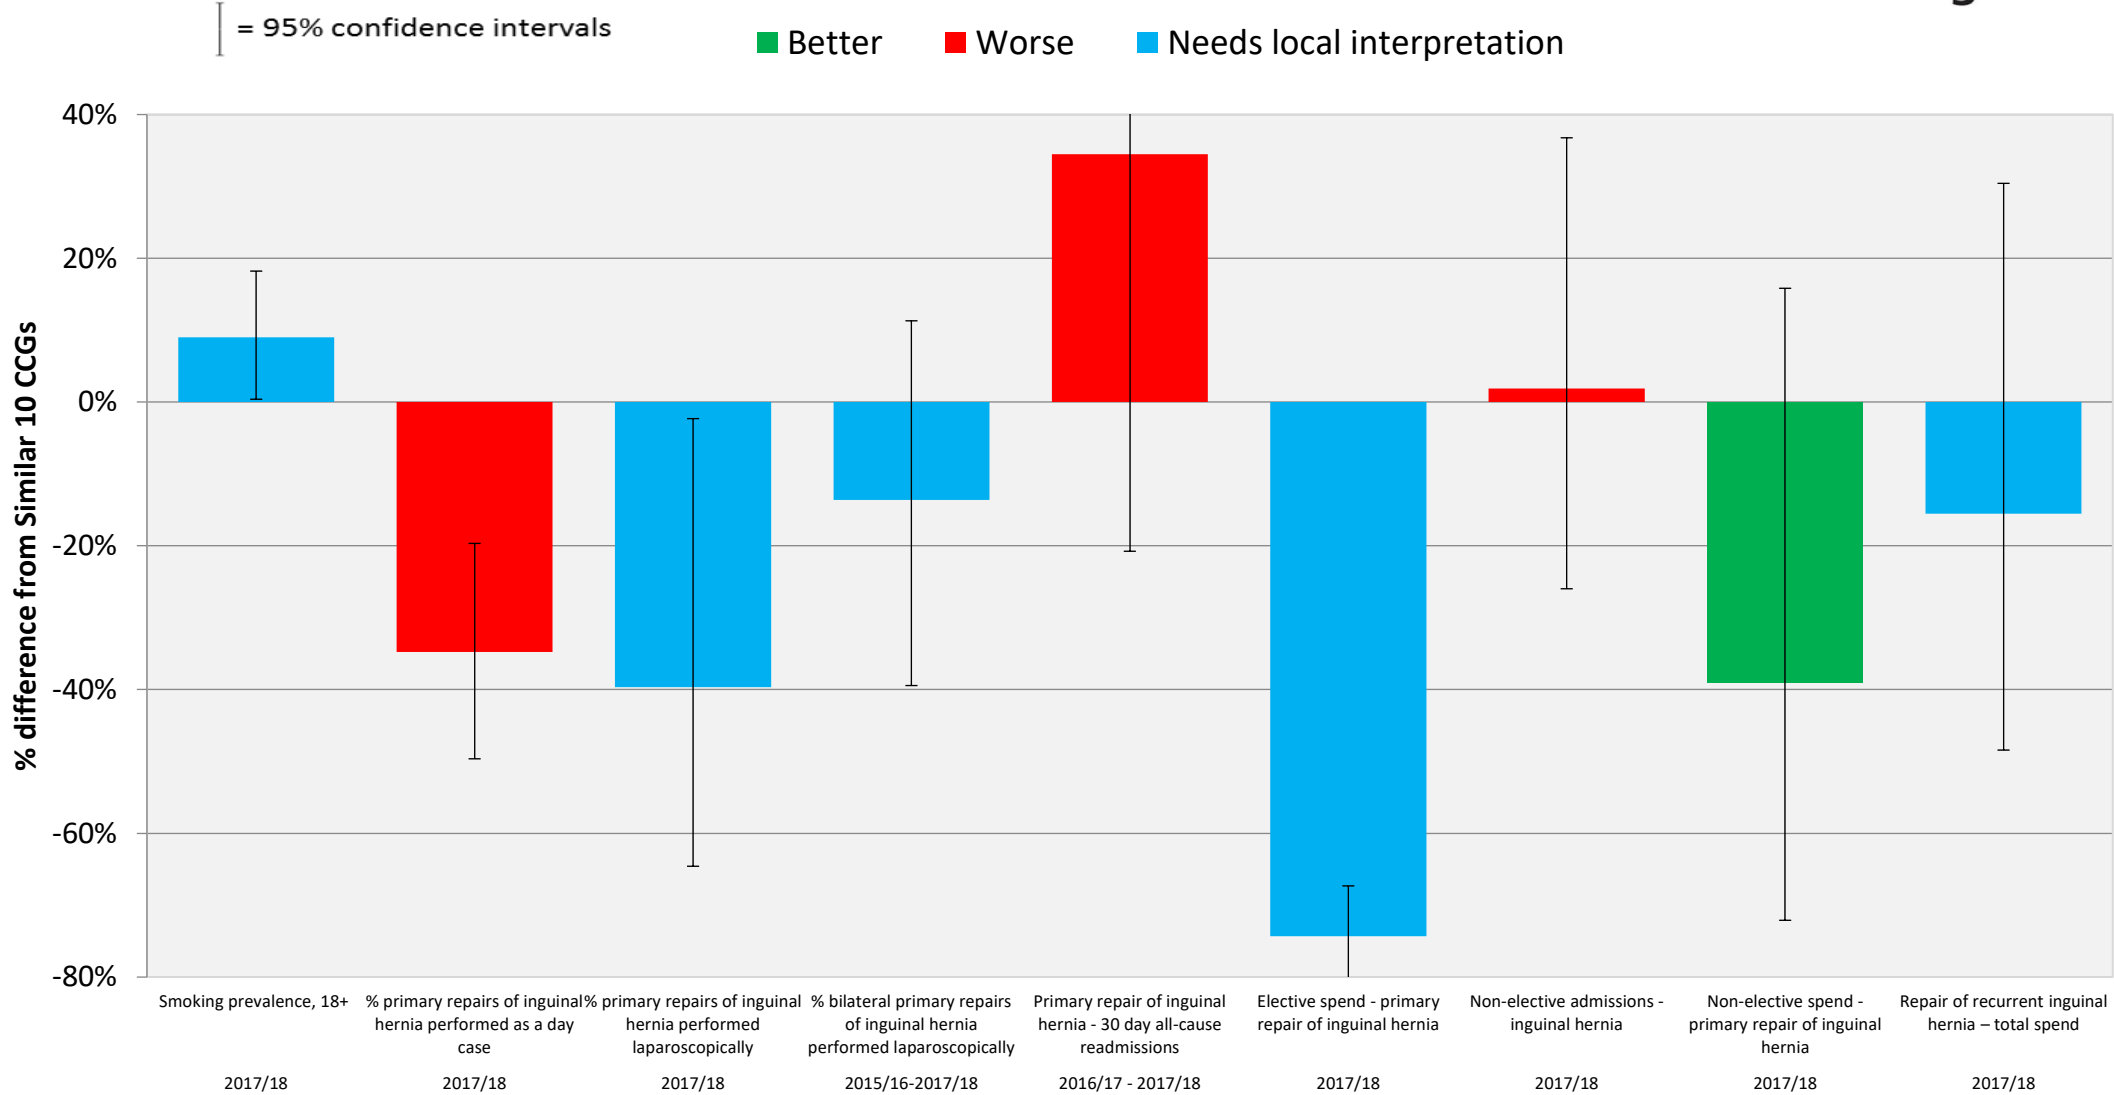 = 95% confidence intervals
Better Worse Needs local interpretation
% difference from Similar 10 CCGs
40%
20%
0%
-20%
-40%
-60%
-80%
Smoking prevalence, 18+
2017/18
% primary repairs of inguinal
hernia performed as a day
case
2017/18
% primary repairs of inguinal
hernia performed
laparoscopically
2017/18
% bilateral primary repairs
of inguinal hernia
performed laparoscopically
2015/16-2017/18
Primary repair of inguinal
hernia - 30 day all-cause
readmissions
2016/17 - 2017/18
Elective spend - primary
repair of inguinal hernia
2017/18
Non-elective admissions -
inguinal hernia
2017/18
Non-elective spend -
primary repair of inguinal
hernia
2017/18
Repair of recurrent inguinal
hernia – total spend
2017/18